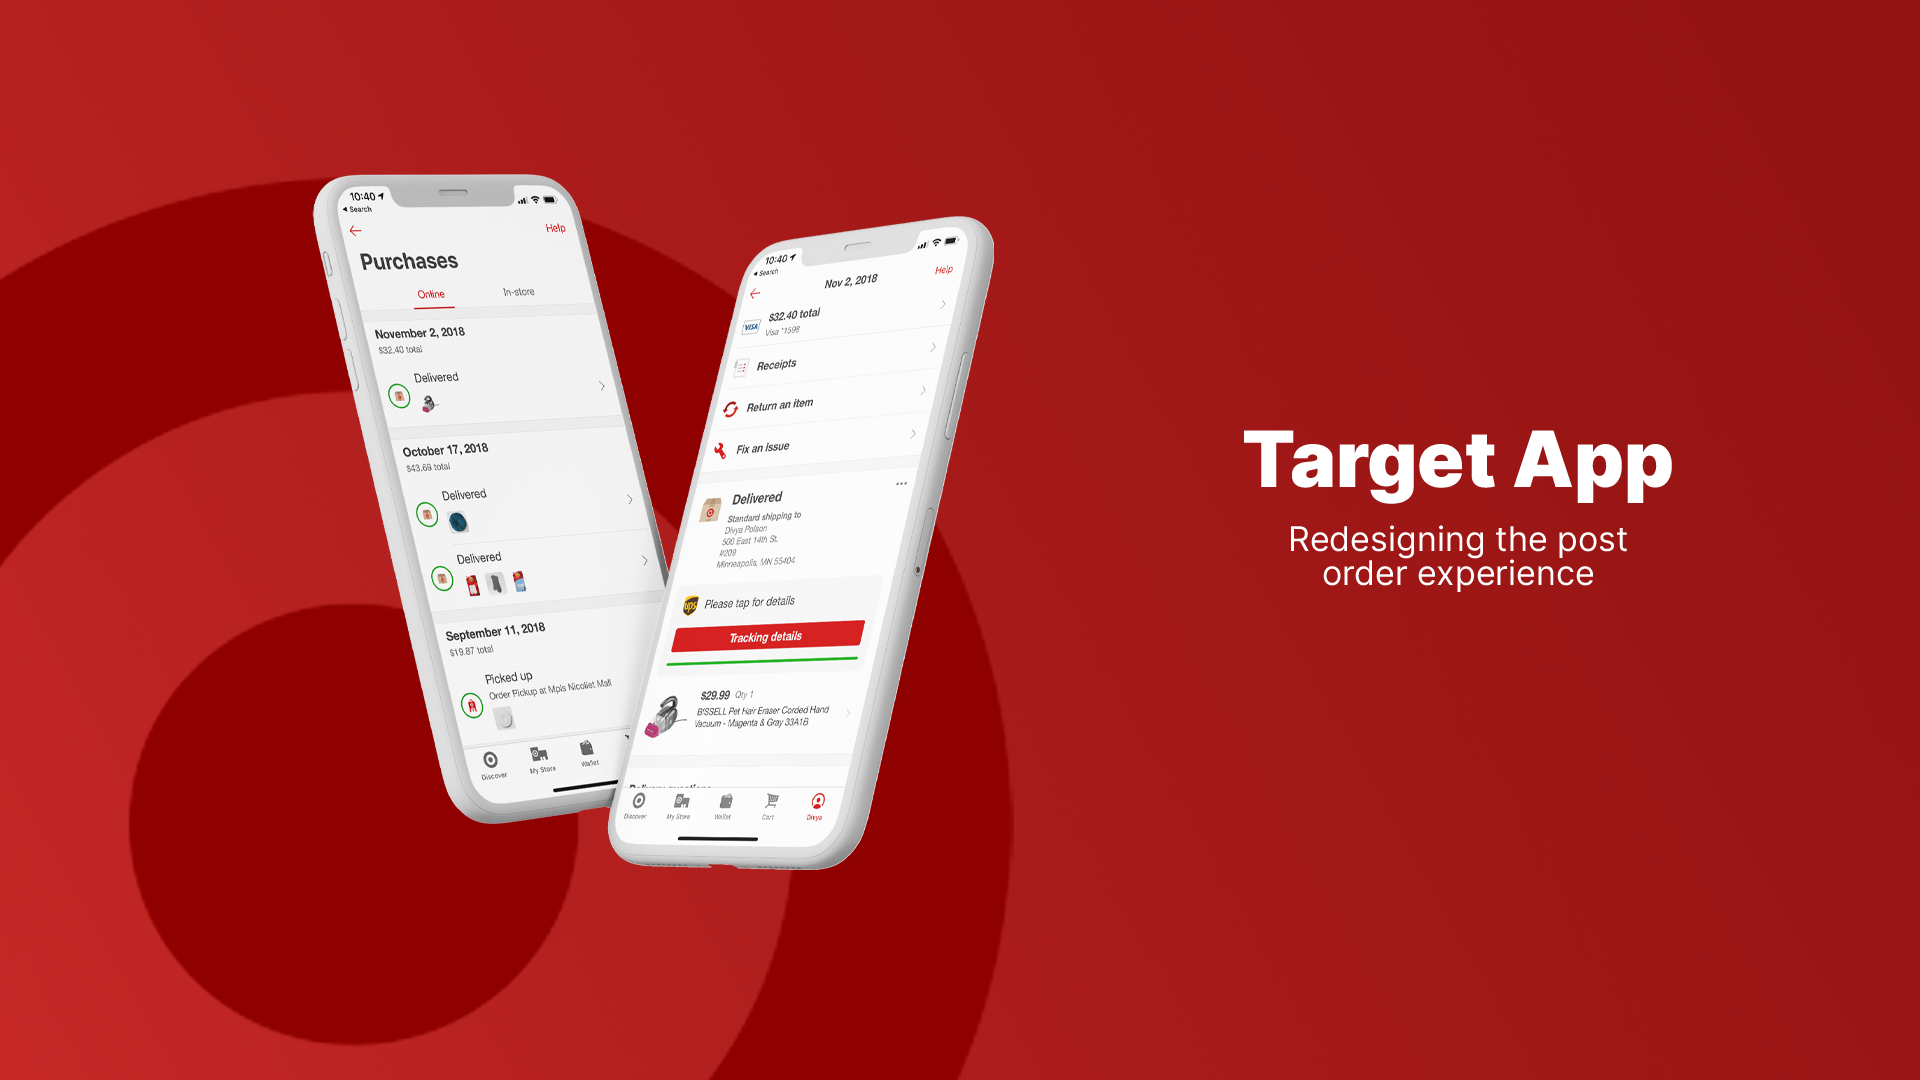 10:40
Search
Help
Purchases
Online
In-store
November 2, 2018
$32.40 total
Delivered
October 17, 2018
$43.69 total
Delivered
Delivered
September 11, 2018
$19.87 total
Picked up
Order Pickup at Mpls Nicollet Mall
Discover
My Store
Wallet
10:40
Search
Nov 2, 2018
Help
VISA
$32.40 total
Visa *1598
Receipts
Return an item
Fix an issue
Delivered
Standard shipping to
Divya Polson
500 East 14th St.
#209
Minneapolis, MN 55404
ups
Please tap for details
Tracking details
$29.99 Qty 1
BISSELL Pet Hair Eraser Corded Hand
Vacuum - Magenta & Gray 33A1B
Delivery questions
Discover
My Store
Wallet
Cart
Divya
Target App
Redesigning the post
order experience